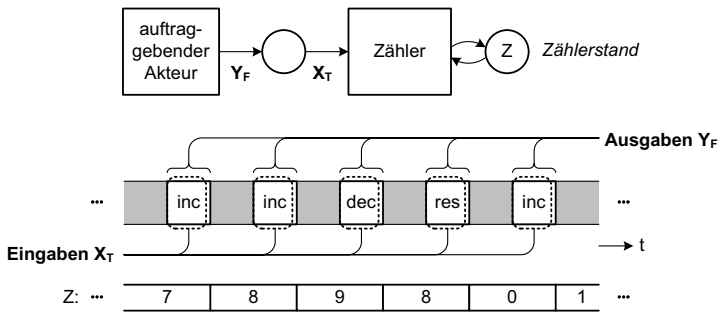 auftrag-
gebender
Akteur
Y_F
X_T
Zähler
Z
Zählerstand
Ausgaben Y_F
... inc inc dec res inc ...
Eingaben X_T
t
Z: ... 7 8 9 8 0 1 ...